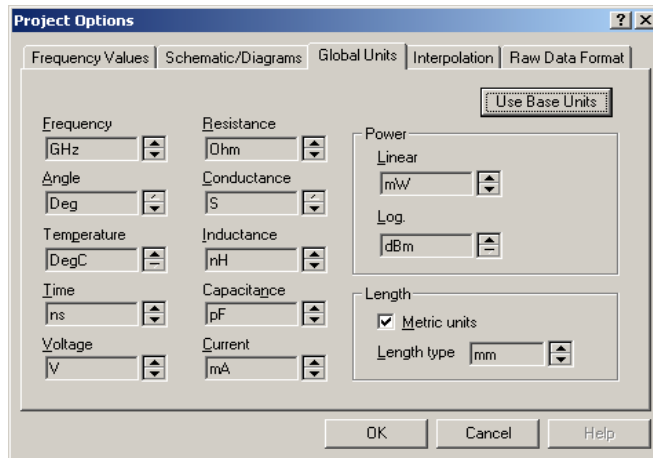 Project Options
Frequency Values
Schematic/Diagrams
Global Units
Interpolation
Raw Data Format
Use Base Units
Frequency
GHz
Angle
Deg
Temperature
DegC
Time
ns
Voltage
V
Resistance
Ohm
Conductance
S
Inductance
nH
Capacitance
pF
Current
mA
Power
Linear
mW
Log.
dBm
Length
Metric units
Length type
mm
OK
Cancel
Help